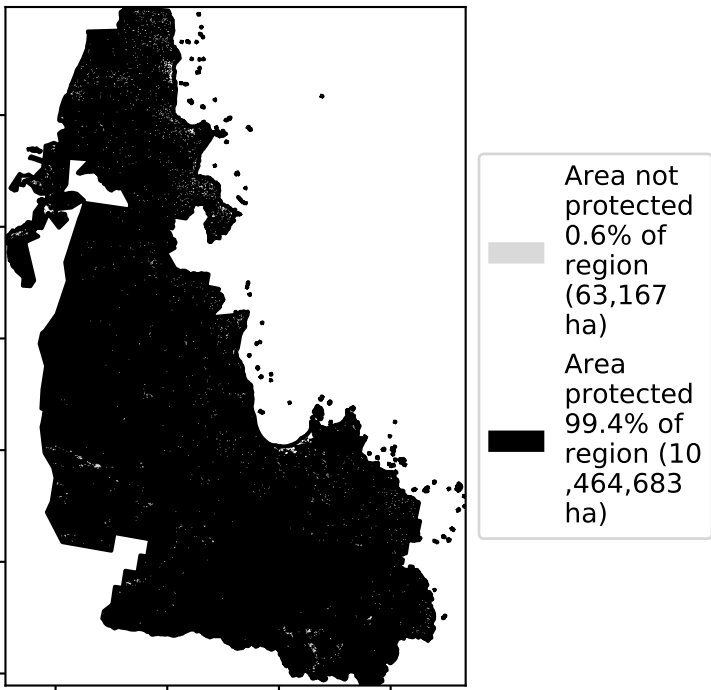 Area not
protected
0.6% of
region
(63,167
ha)
Area
protected
99.4% of
region (10
,464,683
ha)